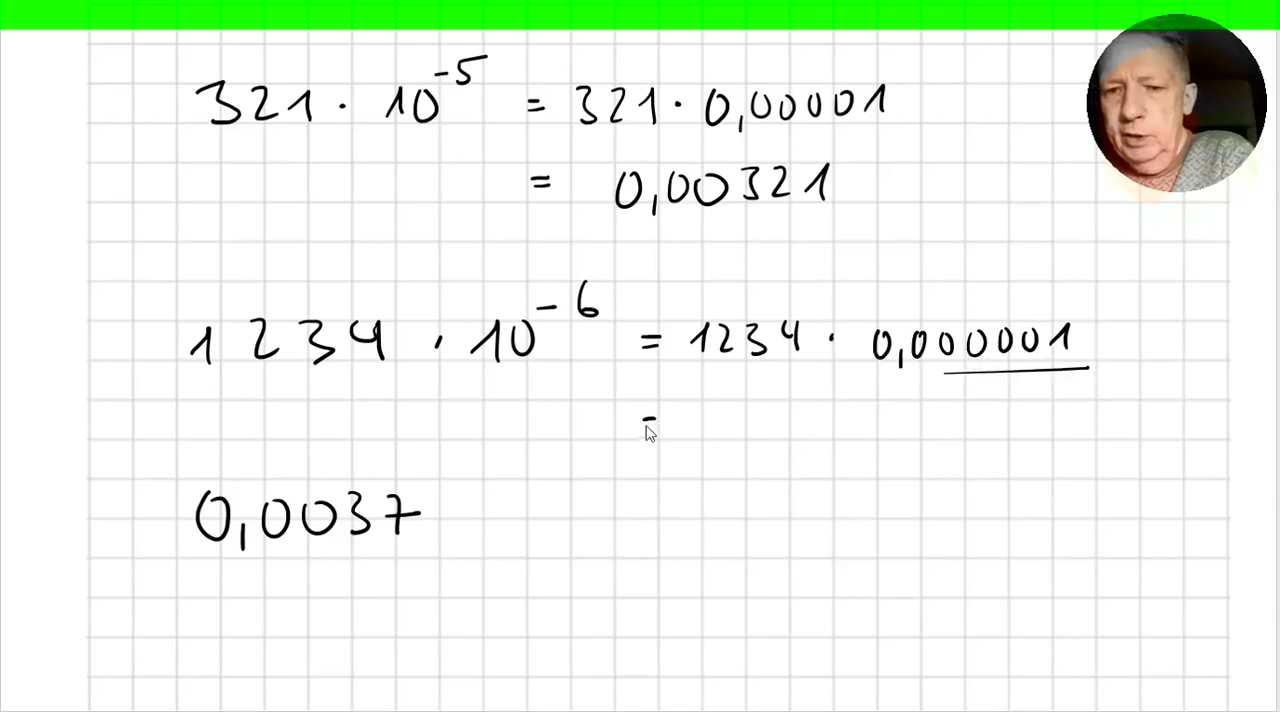 321 · 10⁻⁵ = 321 · 0,00001
= 0,00321
1234 · 10⁻⁶ = 1234 · 0,000001
-
0,0037